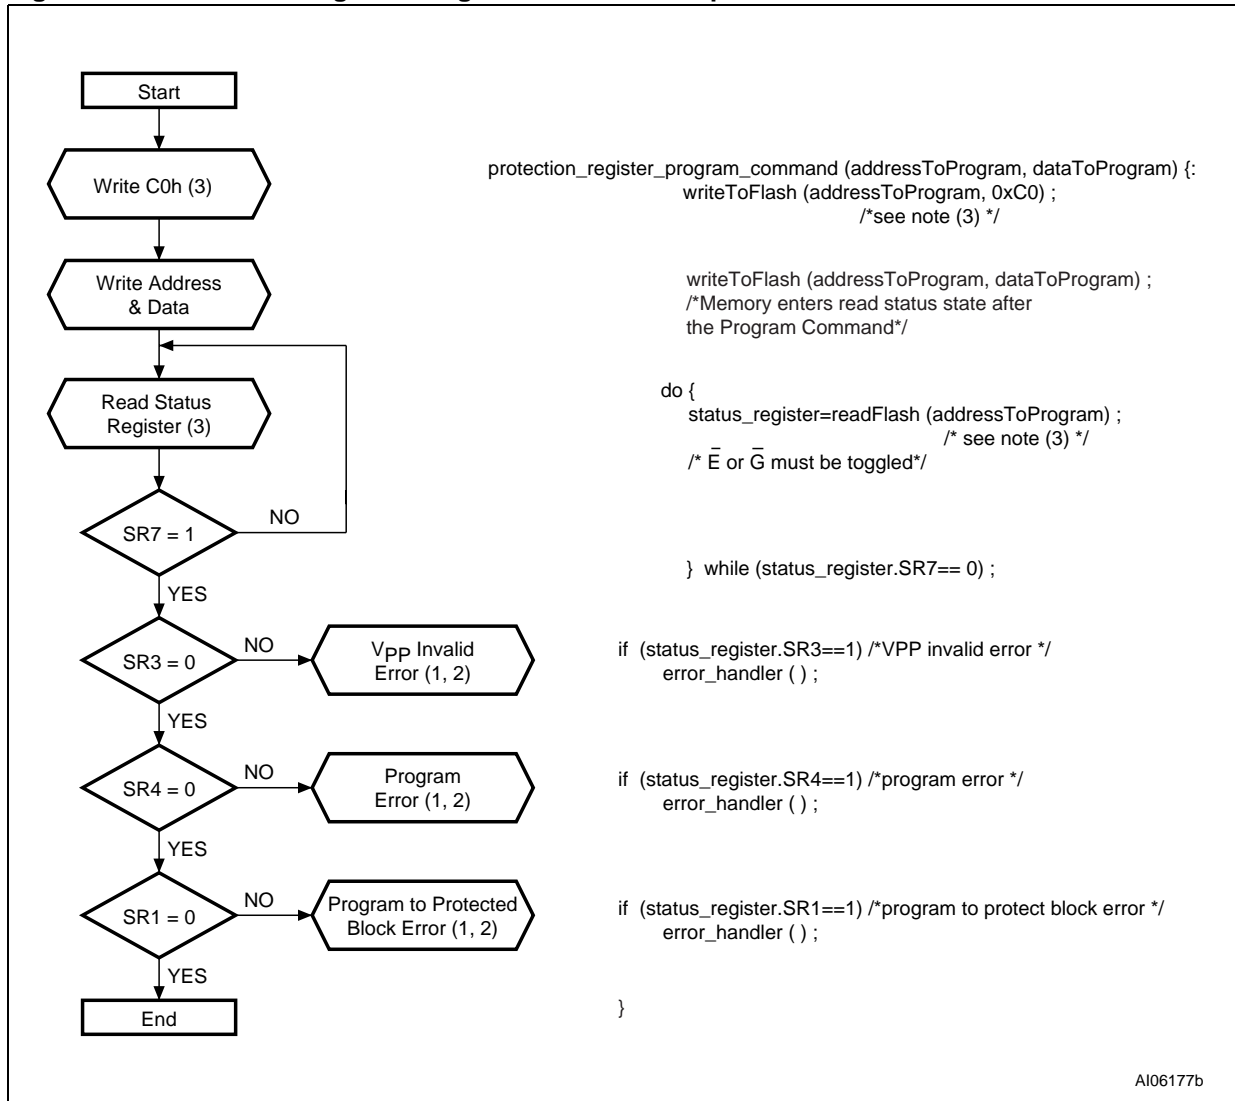 Start
Write C0h (3)
protection_register_program_command (addressToProgram, dataToProgram) {:
writeToFlash (addressToProgram, 0xC0) ;
/*see note (3) */
Write Address
& Data
writeToFlash (addressToProgram, dataToProgram) ;
/*Memory enters read status state after
the Program Command*/
Read Status
Register (3)
do {
status_register=readFlash (addressToProgram) ;
/* see note (3) */
/* E̅ or G̅ must be toggled*/
SR7 = 1
NO
} while (status_register.SR7== 0) ;
YES
SR3 = 0
NO
VPP Invalid
Error (1, 2)
if (status_register.SR3==1) /*VPP invalid error */
error_handler ( ) ;
YES
SR4 = 0
NO
Program
Error (1, 2)
if (status_register.SR4==1) /*program error */
error_handler ( ) ;
YES
SR1 = 0
NO
Program to Protected
Block Error (1, 2)
if (status_register.SR1==1) /*program to protect block error */
error_handler ( ) ;
YES
End
}
AI06177b